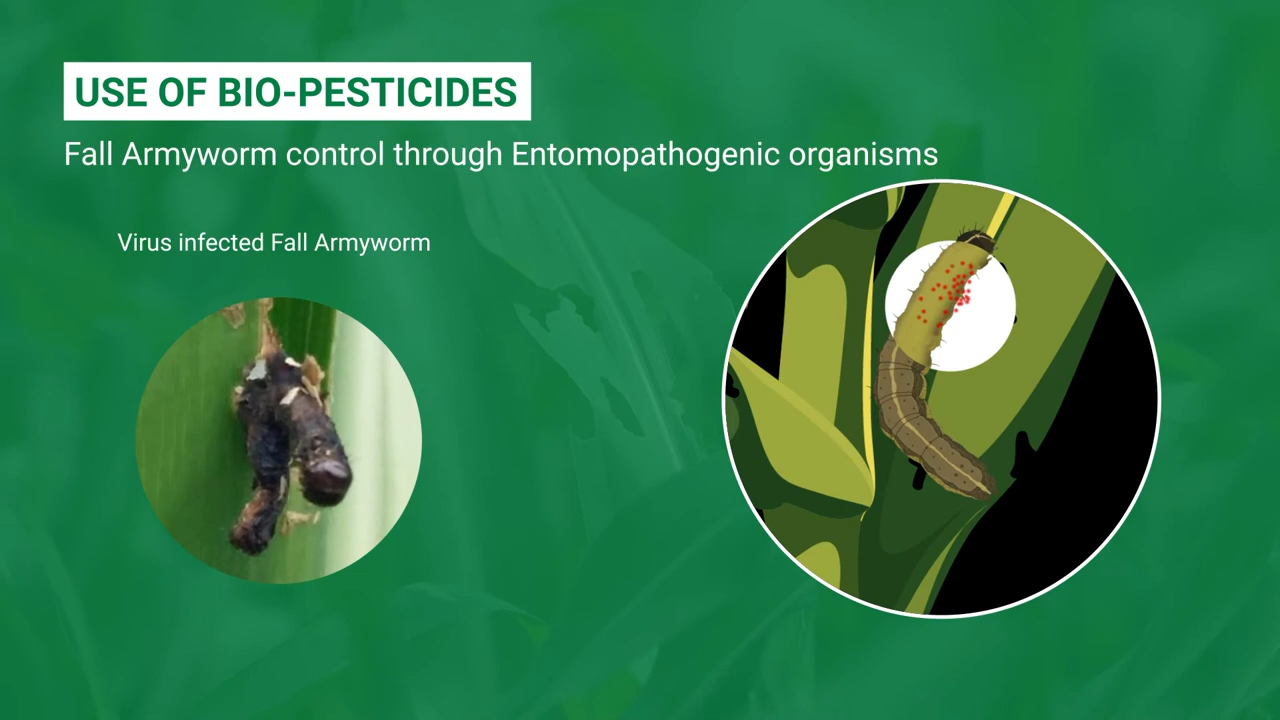 USE OF BIO-PESTICIDES
Fall Armyworm control through Entomopathogenic organisms
Virus infected Fall Armyworm